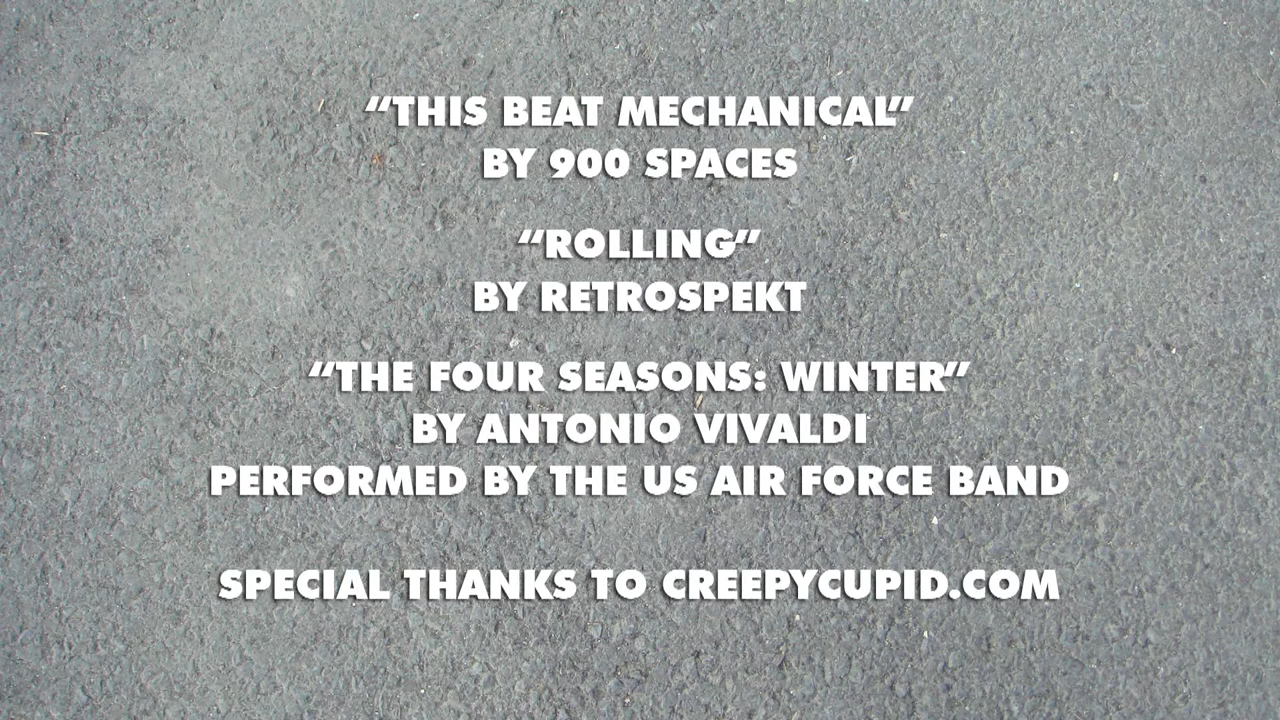 “THIS BEAT MECHANICAL”
BY 900 SPACES
“ROLLING”
BY RETROSPEKT
“THE FOUR SEASONS: WINTER”
BY ANTONIO VIVALDI
PERFORMED BY THE US AIR FORCE BAND
SPECIAL THANKS TO CREEPYCUPID.COM